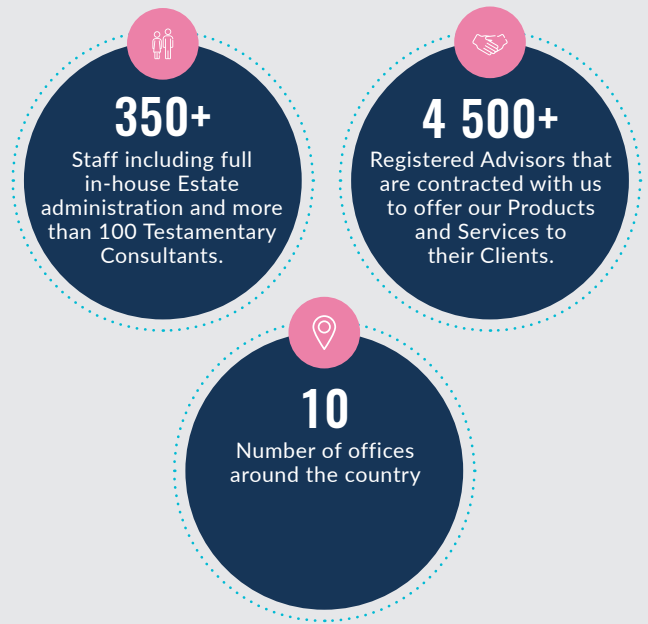 350+
Staff including full
in-house Estate
administration and more
than 100 Testamentary
Consultants.
4 500+
Registered Advisors that
are contracted with us
to offer our Products
and Services to
their Clients.
10
Number of offices
around the country